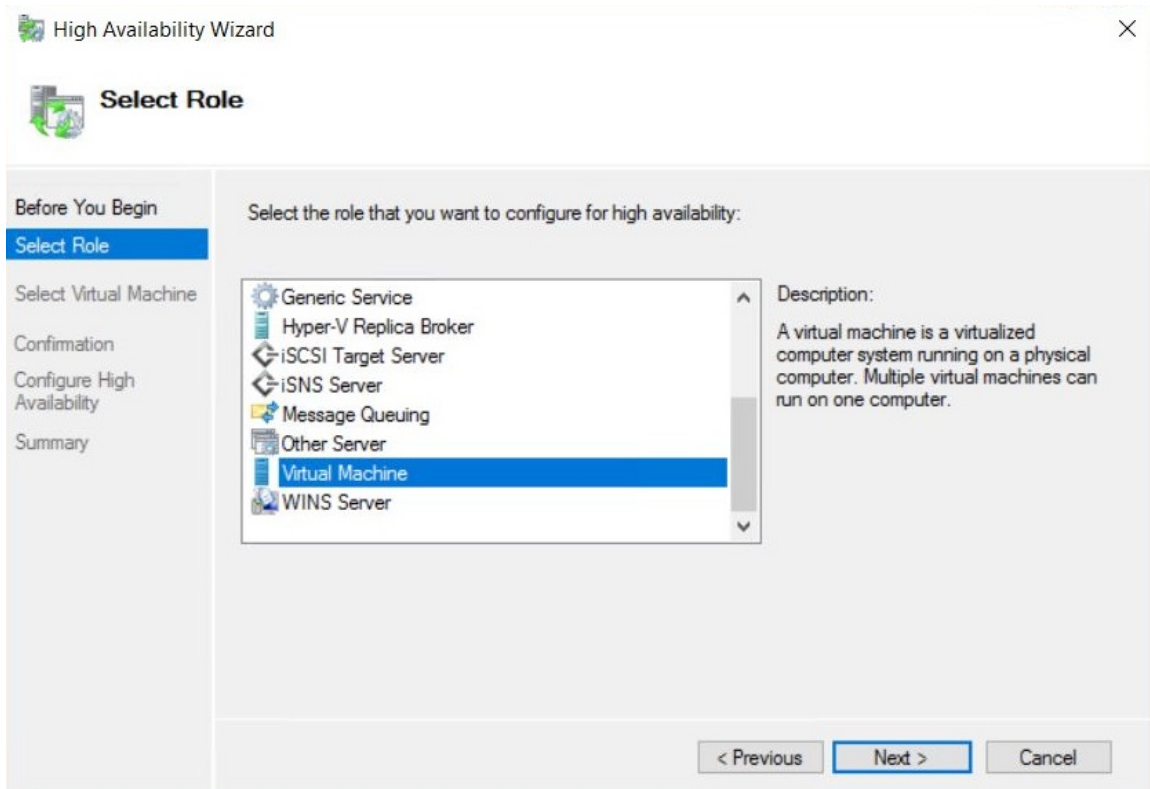 High Availability Wizard
Select Role
Before You Begin
Select Role
Select Virtual Machine
Confirmation
Configure High
Availability
Summary
Select the role that you want to configure for high availability:
Generic Service
Hyper-V Replica Broker
iSCSI Target Server
iSNS Server
Message Queuing
Other Server
Virtual Machine
WINS Server
Description:
A virtual machine is a virtualized
computer system running on a physical
computer. Multiple virtual machines can
run on one computer.
< Previous
Next >
Cancel